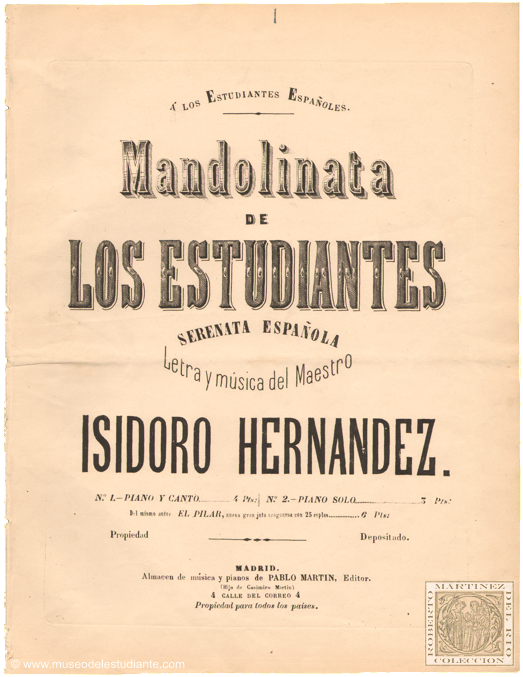 Á LOS ESTUDIANTES ESPAÑOLES.
Mandolinata
DE
LOS ESTUDIANTES
SERENATA ESPAÑOLA
Letra y música del Maestro
ISIDORO HERNANDEZ.
N.º 1.–PIANO Y CANTO 4 Pts: N.º 2.–PIANO SOLO 3 Pts:
Del mismo autor EL PILAR, nueva gran jota aragonesa con 25 coplas 6 Pts:
Propiedad Depositado.
MADRID.
Almacen de música y pianos de PABLO MARTIN, Editor.
(Hijo de Casimiro Martin)
4 CALLE DEL CORREO 4
Propiedad para todos los países.
ROBERTO MARTINEZ DEL RIO
COLECCION
© www.museodelestudiante.com